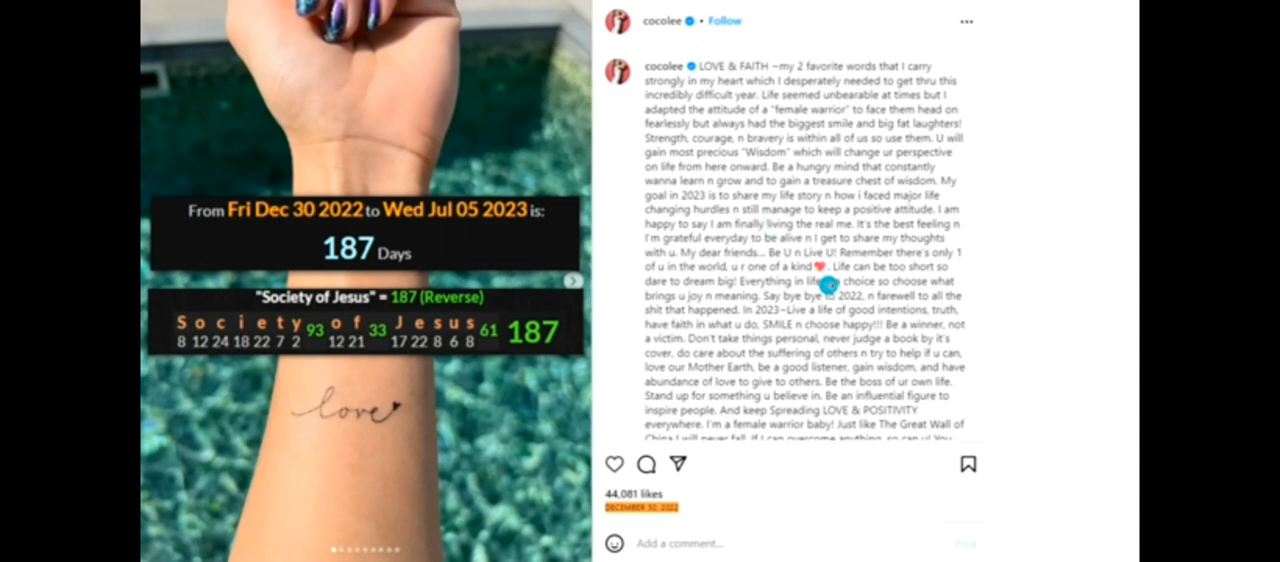 From Fri Dec 30 2022 to Wed Jul 05 2023 is:
187 Days
"Society of Jesus" = 187 (Reverse)
S o c i e t y 93 o f 33 J e s u s 61 187
8 12 24 18 22 7 2 12 21 17 22 8 6 8
love
cocolee • Follow
cocolee LOVE & FAITH ~my 2 favorite words that I carry
strongly in my heart which I desperately needed to get thru this
incredibly difficult year. Life seemed unbearable at times but I
adapted the attitude of a "female warrior" to face them head on
fearlessly but always had the biggest smile and big fat laughters!
Strength, courage, n bravery is within all of us so use them. U will
gain most precious "Wisdom" which will change ur perspective
on life from here onward. Be a hungry mind that constantly
wanna learn n grow and to gain a treasure chest of wisdom. My
goal in 2023 is to share my life story n how i faced major life
changing hurdles n still manage to keep a positive attitude. I am
happy to say I am finally living the real me. It's the best feeling n
I'm grateful everyday to be alive n I get to share my thoughts
with u. My dear friends... Be U n Live U! Remember there's only 1
of u in the world, u r one of a kind❤️. Life can be too short so
dare to dream big! Everything in life choice so choose what
brings u joy n meaning. Say bye bye to 2022, n farewell to all the
shit that happened. In 2023~Live a life of good intentions, truth,
have faith in what u do, SMILE n choose happy!!! Be a winner, not
a victim. Don't take things personal, never judge a book by it's
cover, do care about the suffering of others n try to help if u can,
love our Mother Earth, be a good listener, gain wisdom, and have
abundance of love to give to others. Be the boss of ur own life.
Stand up for something u believe in. Be an influential figure to
inspire people. And keep Spreading LOVE & POSITIVITY
everywhere. I'm a female warrior baby! Just like The Great Wall of
China I will never fall. If I can overcome anything, so can u! You
44,081 likes
DECEMBER 30, 2022
Add a comment...
Post